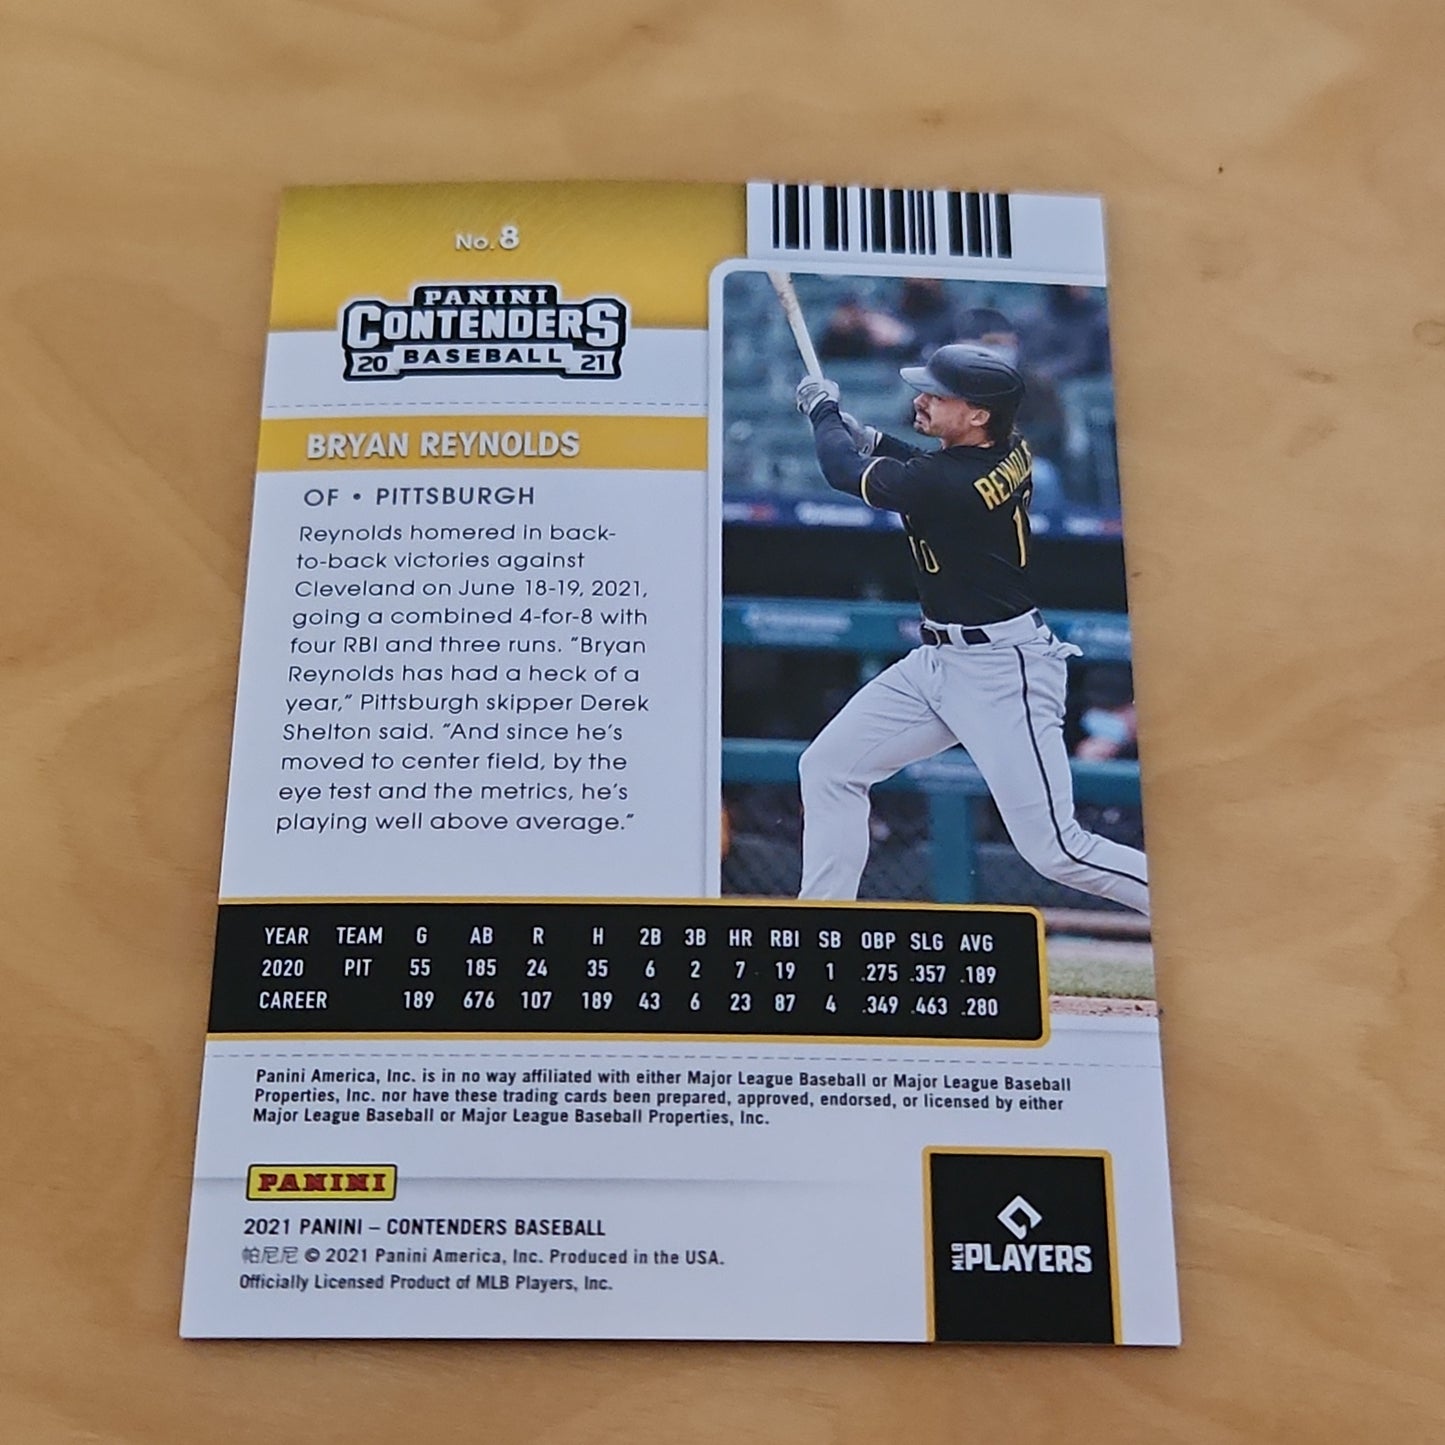 No. 8
PANINI
CONTENDERS
20 BASEBALL 21
BRYAN REYNOLDS
OF • PITTSBURGH
Reynolds homered in back-
to-back victories against
Cleveland on June 18-19, 2021,
going a combined 4-for-8 with
four RBI and three runs. "Bryan
Reynolds has had a heck of a
year," Pittsburgh skipper Derek
Shelton said. "And since he's
moved to center field, by the
eye test and the metrics, he's
playing well above average."
YEAR TEAM G AB R H 2B 3B HR RBI SB OBP SLG AVG
2020 PIT 55 185 24 35 6 2 7 19 1 .275 .357 .189
CAREER 189 676 107 189 43 6 23 87 4 .349 .463 .280
Panini America, Inc. is in no way affiliated with either Major League Baseball or Major League Baseball
Properties, Inc. nor have these trading cards been prepared, approved, endorsed, or licensed by either
Major League Baseball or Major League Baseball Properties, Inc.
PANINI
2021 PANINI – CONTENDERS BASEBALL
帕尼尼 © 2021 Panini America, Inc. Produced in the USA.
Officially Licensed Product of MLB Players, Inc.
MLB PLAYERS